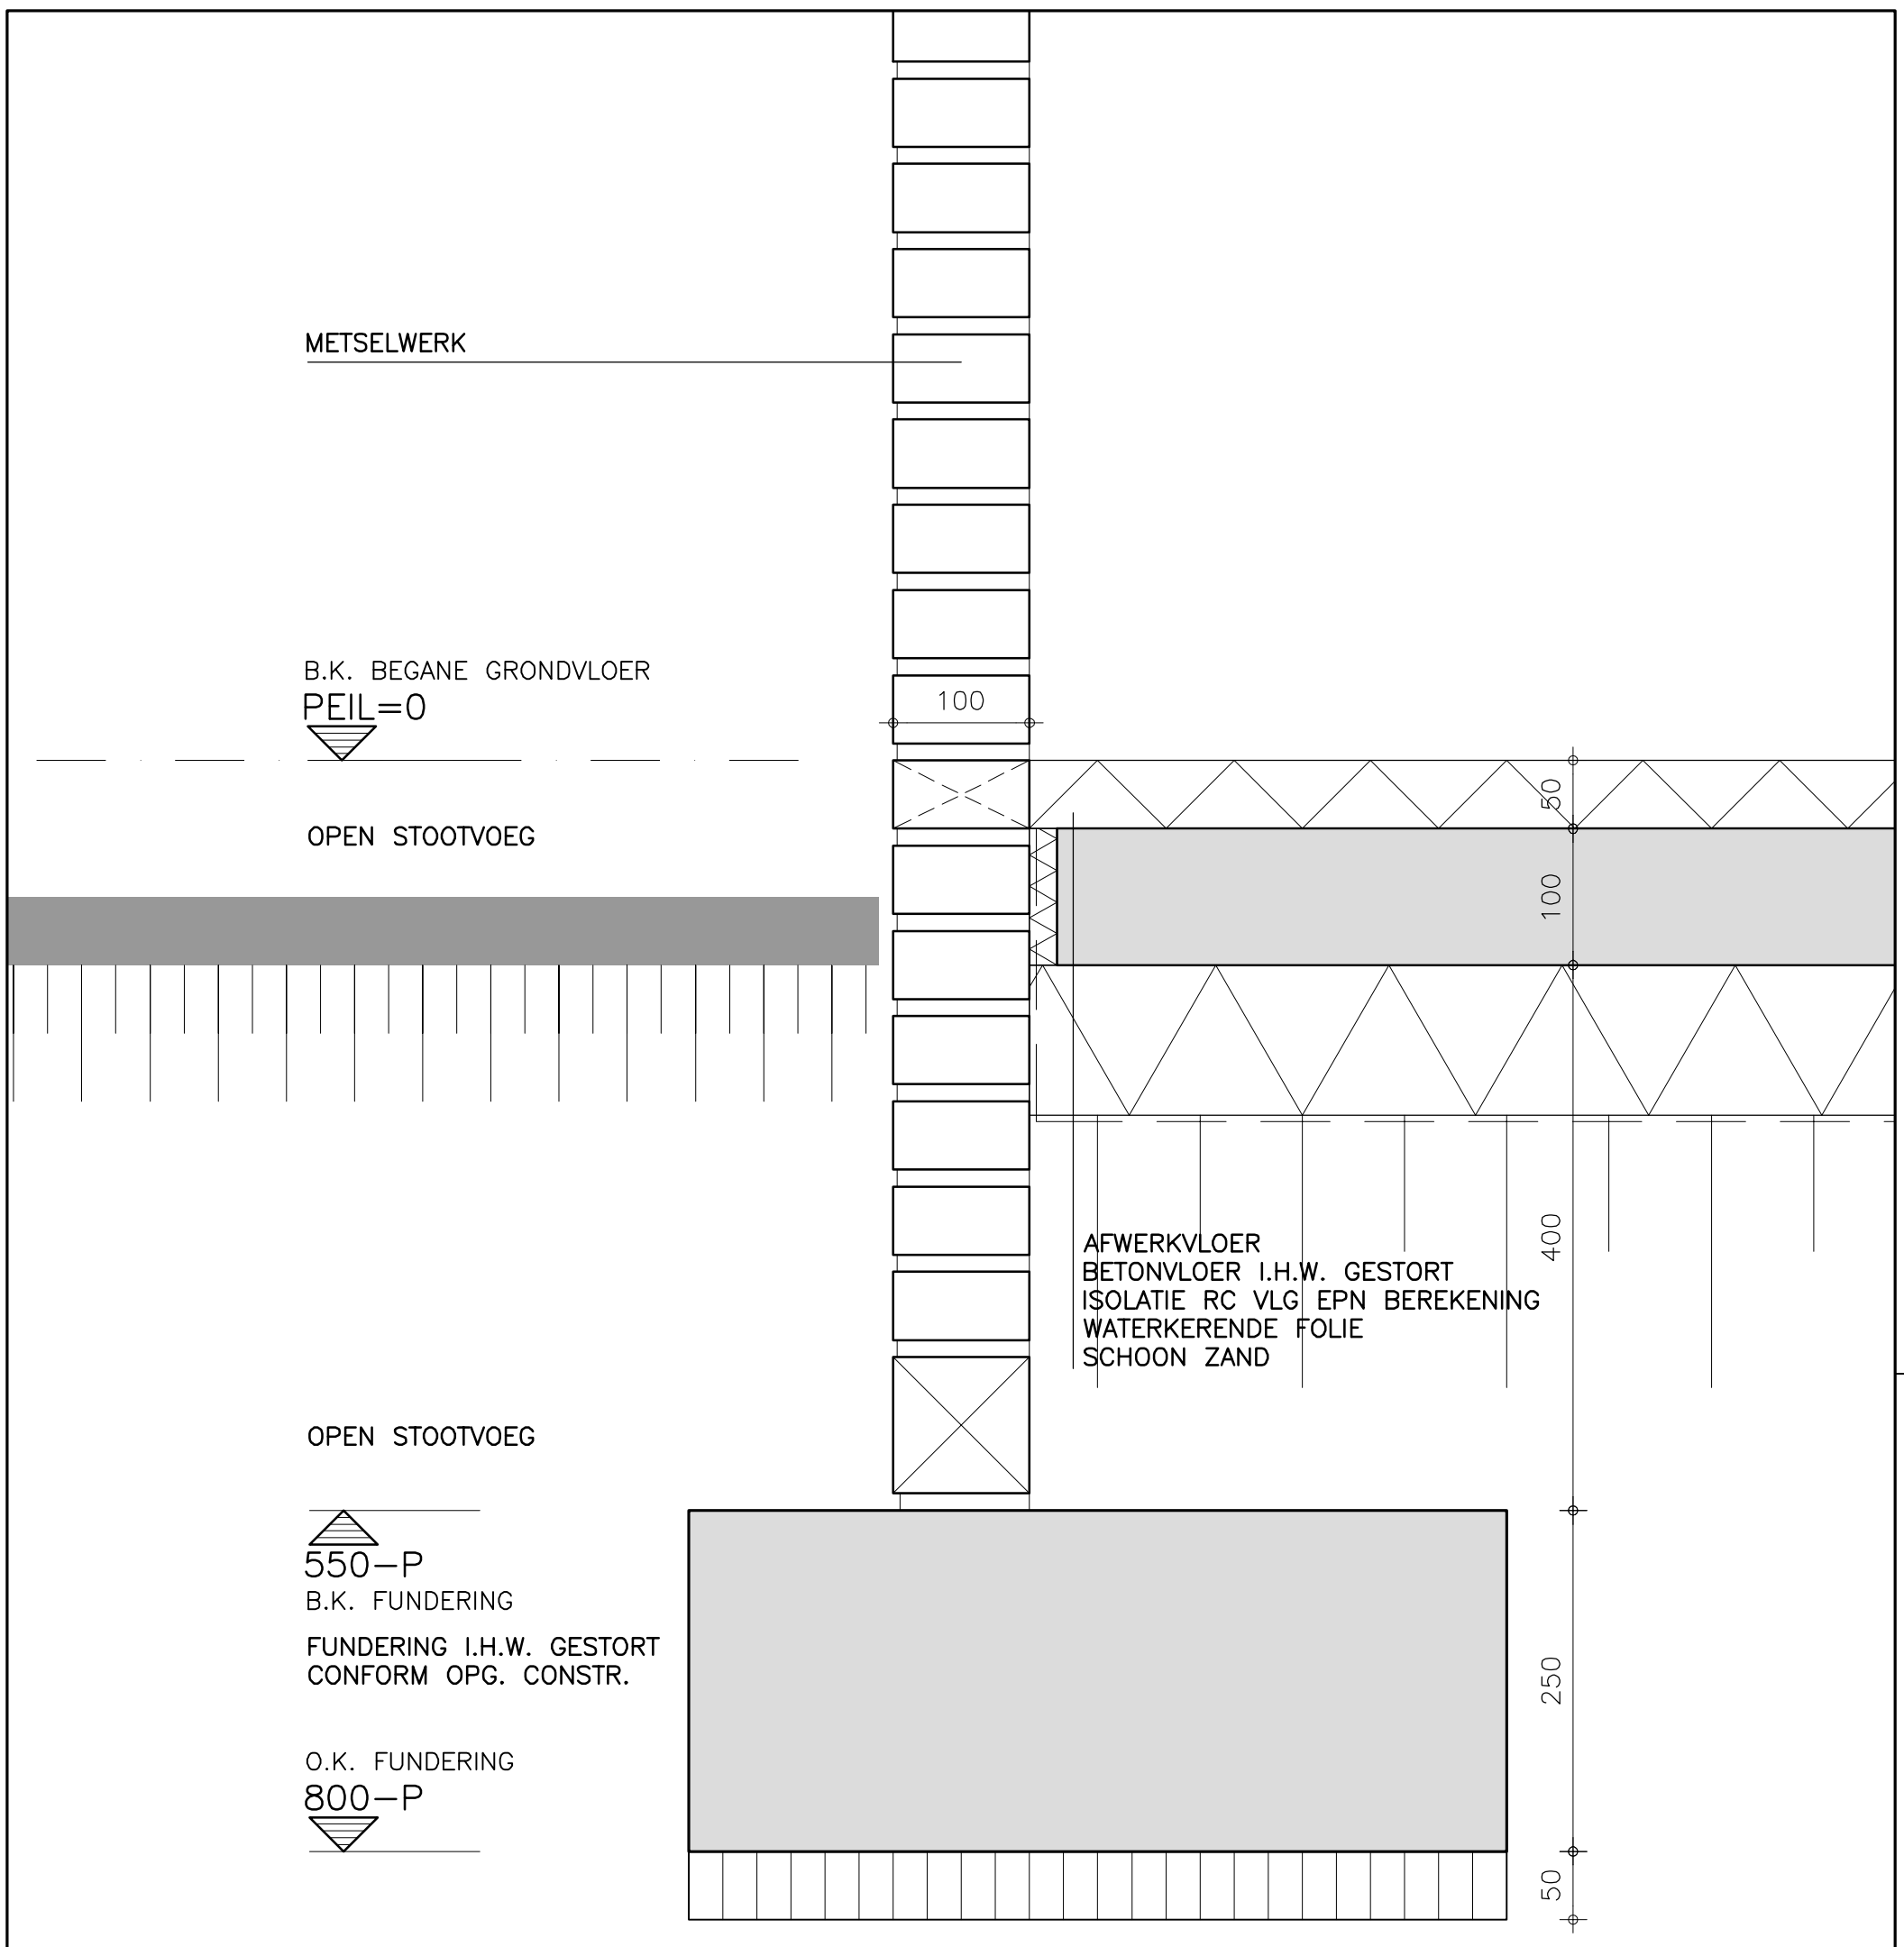 METSELWERK
B.K. BEGANE GRONDVLOER
PEIL=0
100
OPEN STOOTVOEG
50
100
400
AFWERKVLOER
BETONVLOER I.H.W. GESTORT
ISOLATIE RC VLG EPN BEREKENING
WATERKERENDE FOLIE
SCHOON ZAND
OPEN STOOTVOEG
550-P
B.K. FUNDERING
FUNDERING I.H.W. GESTORT
CONFORM OPG. CONSTR.
250
O.K. FUNDERING
800-P
50